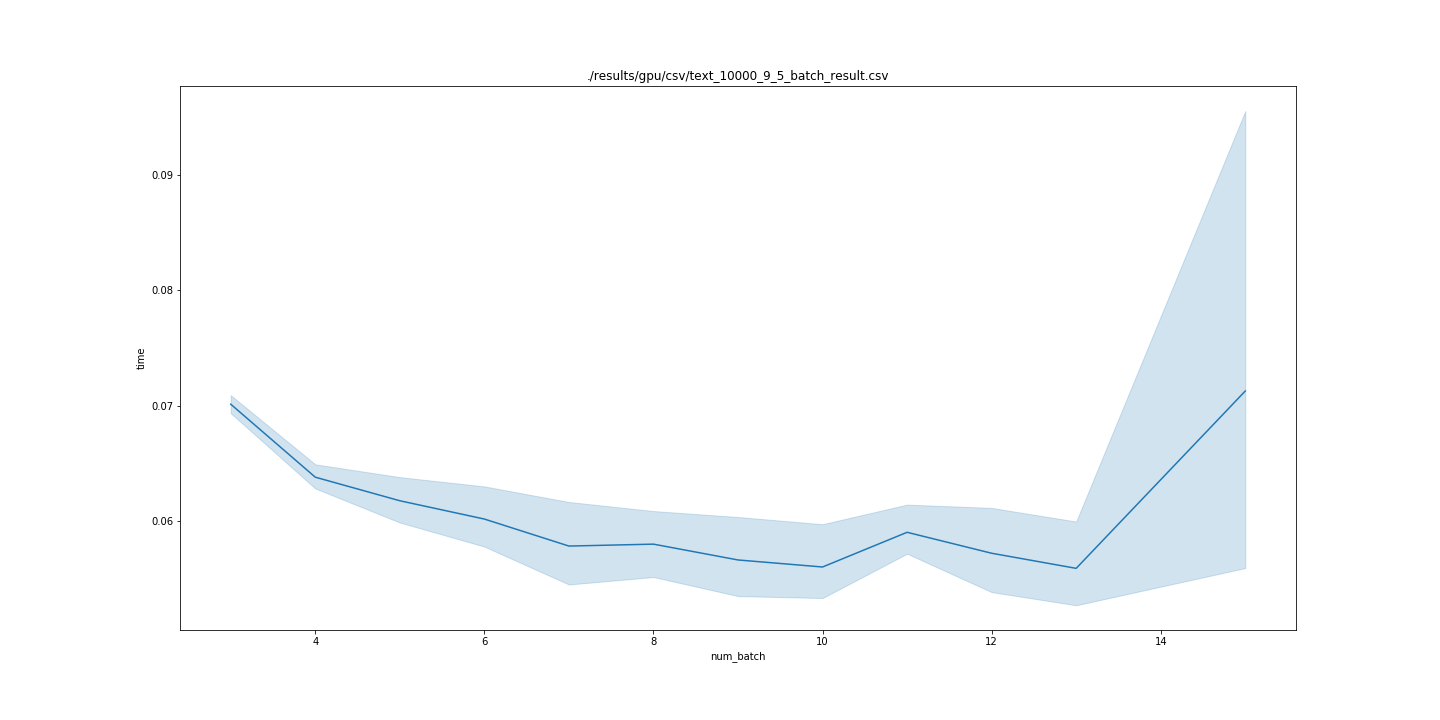 ./results/gpu/csv/text_10000_9_5_batch_result.csv
0.09
0.08
time
0.07
0.06
4 6 8 10 12 14
num_batch